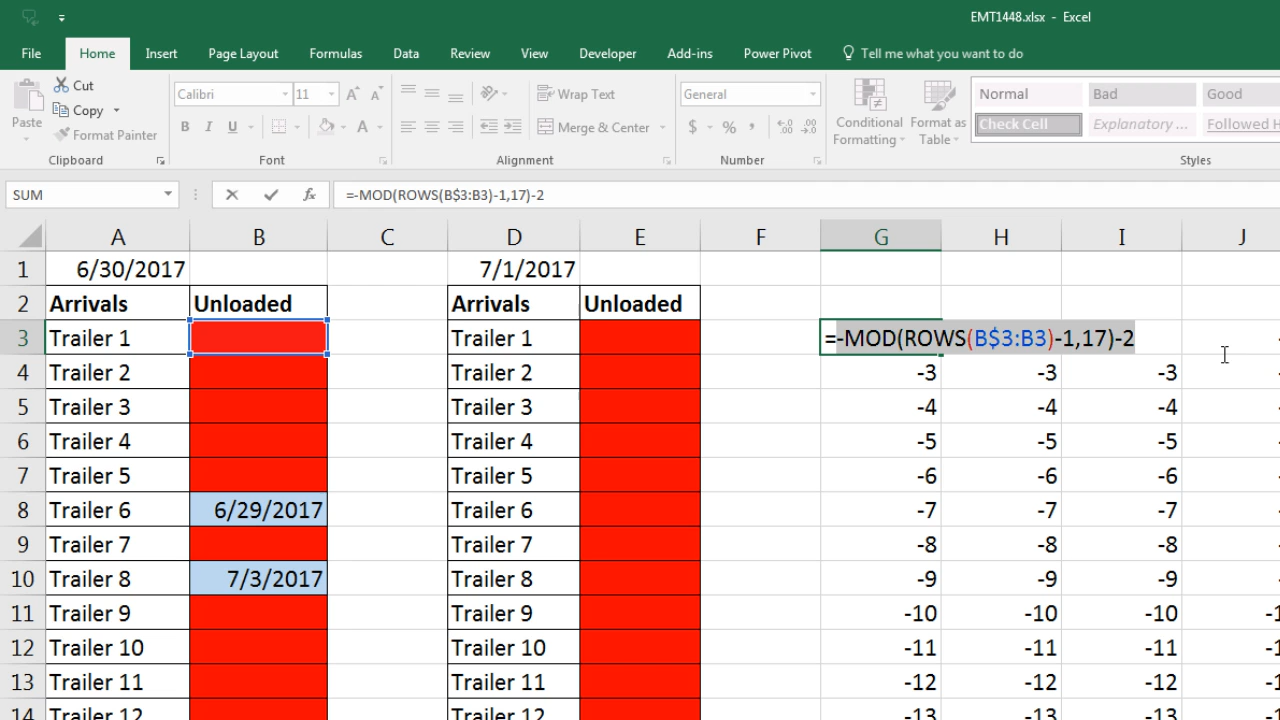 EMT1448.xlsx - Excel
File Home Insert Page Layout Formulas Data Review View Developer Add-ins Power Pivot Tell me what you want to do
Cut
Copy
Format Painter
Paste
Clipboard
Calibri 11
B I U
Font
Wrap Text
Merge & Center
Alignment
General
$ % ,
Number
Conditional Formatting
Format as Table
Normal Bad Good
Check Cell Explanatory ... Followed H
Styles
SUM fx =-MOD(ROWS(B$3:B3)-1,17)-2
A B C D E F G H I J
1 6/30/2017 7/1/2017
2 Arrivals Unloaded Arrivals Unloaded
3 Trailer 1 Trailer 1 =-MOD(ROWS(B$3:B3)-1,17)-2
4 Trailer 2 Trailer 2 -3 -3 -3
5 Trailer 3 Trailer 3 -4 -4 -4
6 Trailer 4 Trailer 4 -5 -5 -5
7 Trailer 5 Trailer 5 -6 -6 -6
8 Trailer 6 6/29/2017 Trailer 6 -7 -7 -7
9 Trailer 7 Trailer 7 -8 -8 -8
10 Trailer 8 7/3/2017 Trailer 8 -9 -9 -9
11 Trailer 9 Trailer 9 -10 -10 -10
12 Trailer 10 Trailer 10 -11 -11 -11
13 Trailer 11 Trailer 11 -12 -12 -12
14 Trailer 12 Trailer 12 -13 -13 -13